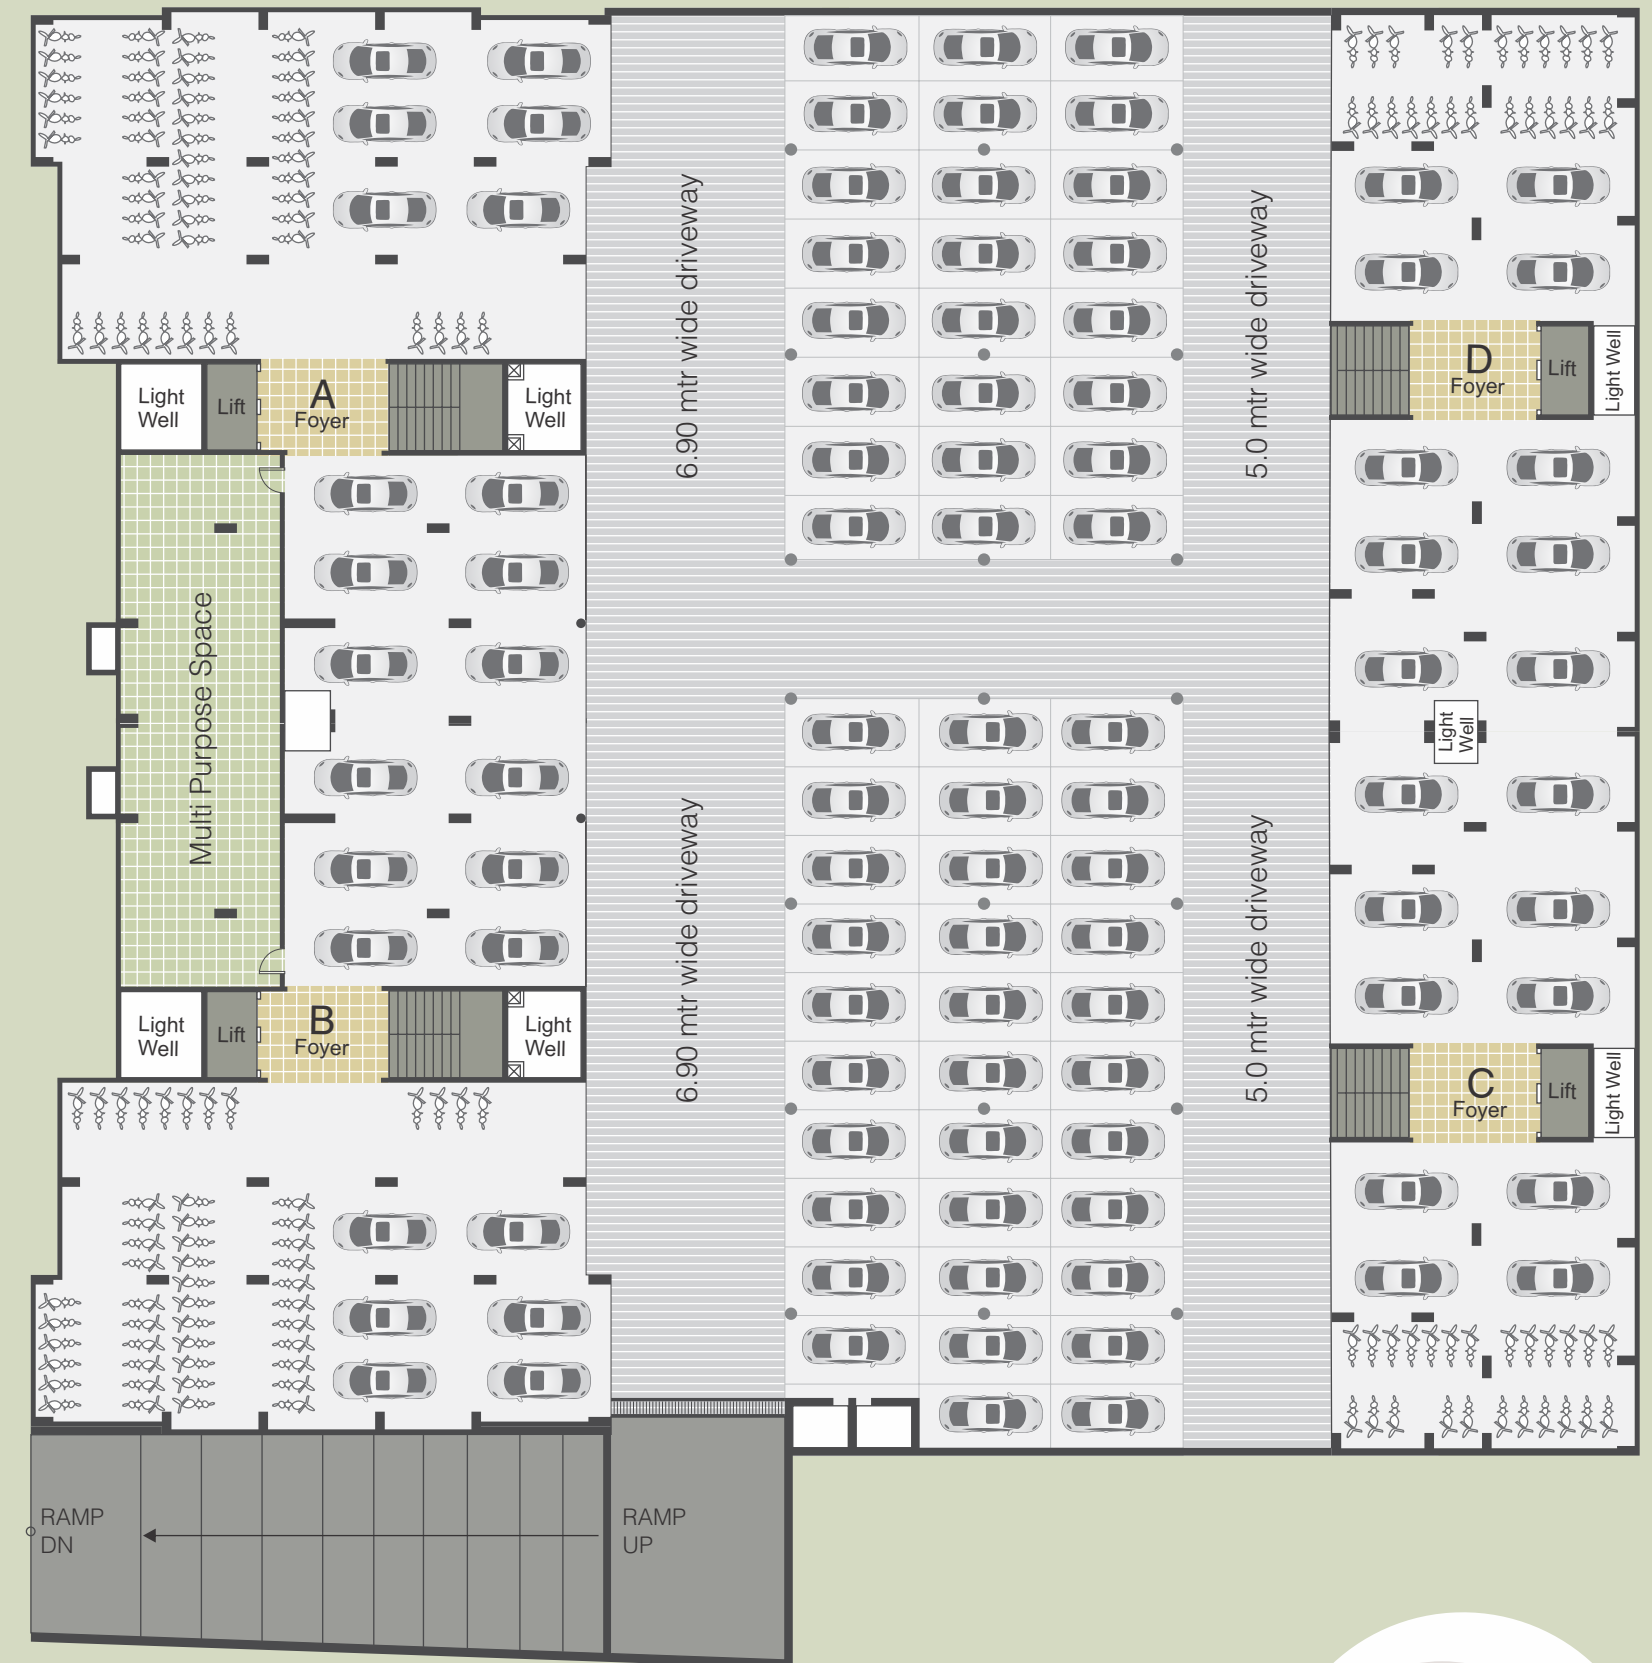 6.90 mtr wide driveway
5.0 mtr wide driveway
Light
Well
Lift
A
Foyer
Light
Well
D
Foyer
Lift
Light Well
Multi Purpose Space
Light
Well
6.90 mtr wide driveway
5.0 mtr wide driveway
Light
Well
Lift
B
Foyer
Light
Well
C
Foyer
Lift
Light Well
RAMP
DN
RAMP
UP